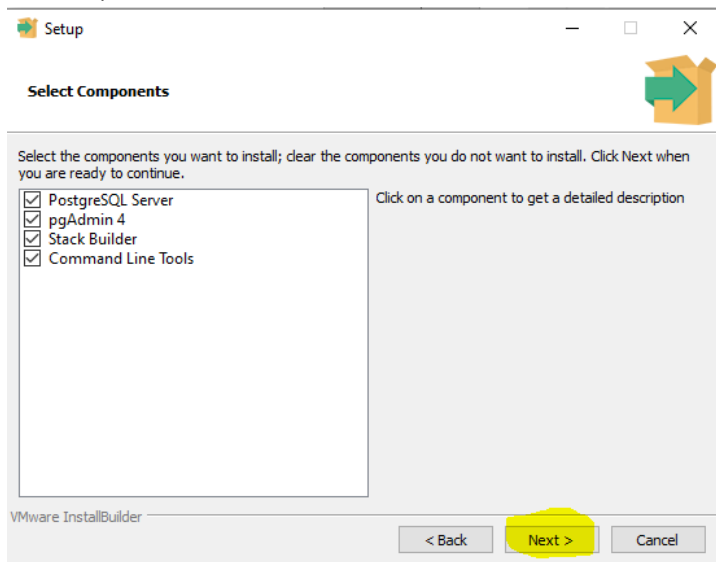 Setup
Select Components
Select the components you want to install; clear the components you do not want to install. Click Next when
you are ready to continue.
PostgreSQL Server
pgAdmin 4
Stack Builder
Command Line Tools
Click on a component to get a detailed description
VMware InstallBuilder
< Back
Next >
Cancel